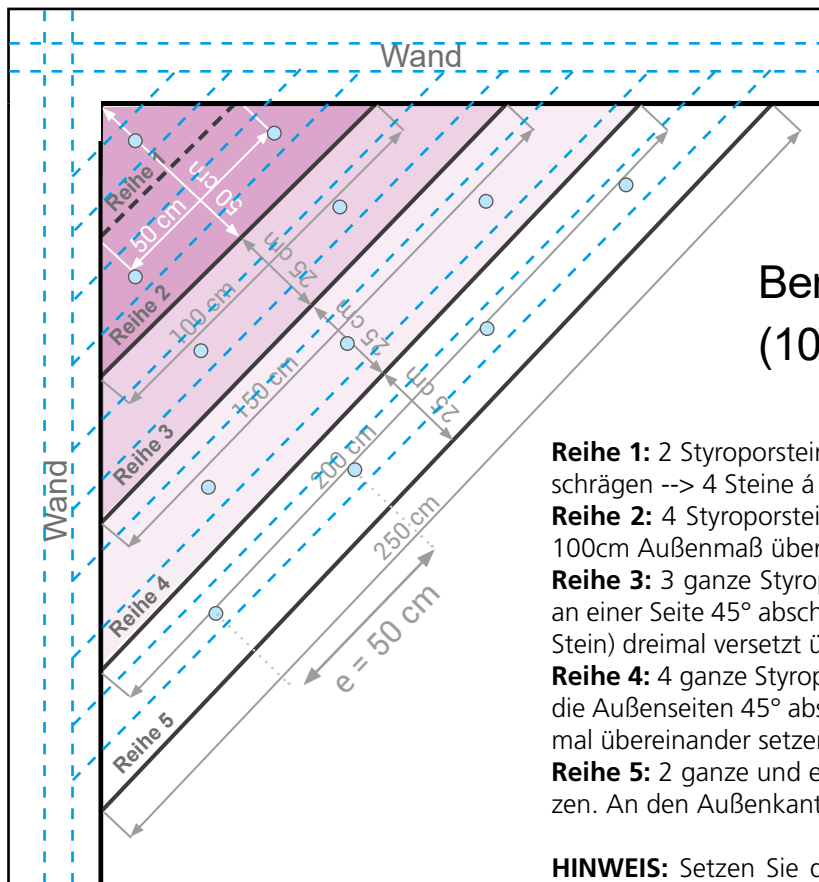 Wand
Wand
Reihe 1
50 cm
50 cm
Reihe 2
100 cm
25 cm
Reihe 3
150 cm
25 cm
Reihe 4
200 cm
25 cm
Reihe 5
250 cm
e = 50 cm
Ber
(10
Reihe 1: 2 Styroporstein
schrägen --> 4 Steine á
Reihe 2: 4 Styroporstei
100cm Außenmaß über
Reihe 3: 3 ganze Styrop
an einer Seite 45° absch
Stein) dreimal versetzt ü
Reihe 4: 4 ganze Styrop
die Außenseiten 45° abs
mal übereinander setzen
Reihe 5: 2 ganze und e
zen. An den Außenkant
HINWEIS: Setzen Sie d